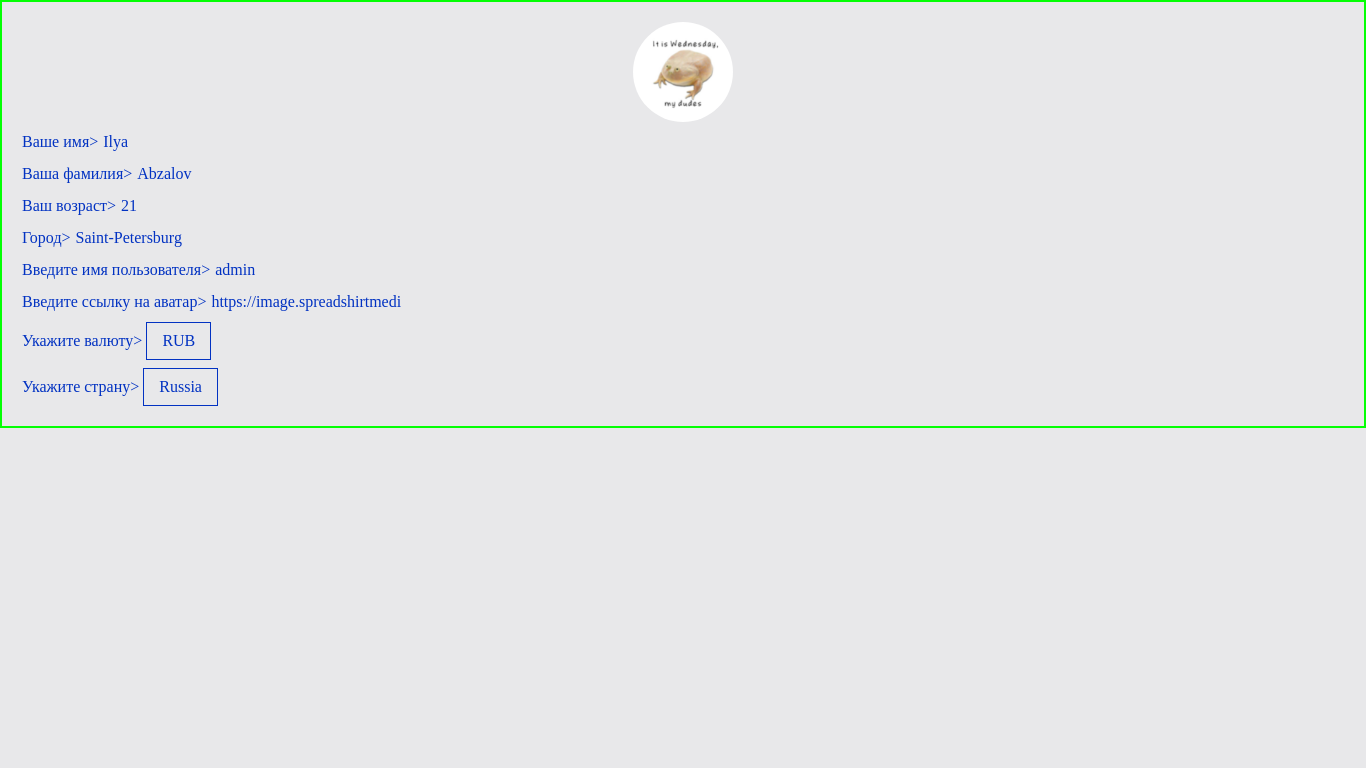 It is Wednesday,
my dudes
Ваше имя> Ilya
Ваша фамилия> Abzalov
Ваш возраст> 21
Город> Saint-Petersburg
Введите имя пользователя> admin
Введите ссылку на аватар> https://image.spreadshirtmedi
Укажите валюту> RUB
Укажите страну> Russia